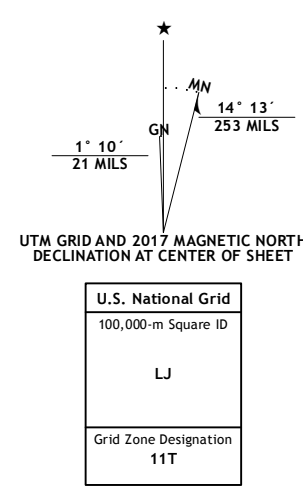 ★
MN
GN
14° 13´
253 MILS
1° 10´
21 MILS
UTM GRID AND 2017 MAGNETIC NORTH
DECLINATION AT CENTER OF SHEET
U.S. National Grid
100,000-m Square ID
LJ
Grid Zone Designation
11T